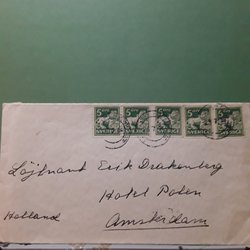 5 ÖRE 5 ÖRE 5 ÖRE 5 ÖRE 5 ÖRE
SVERIGE SVERIGE SVERIGE SVERIGE SVERIGE
Löjtnant Erik Drakenberg
Hotel Polen
Holland Amsterdam